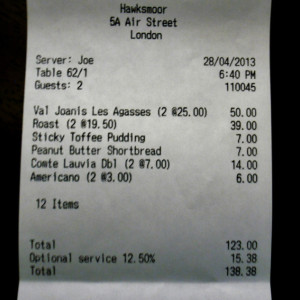 Hawksmoor
5A Air Street
London
Server: Joe 28/04/2013
Table 62/1 6:40 PM
Guests: 2 110045
Val Joanis Les Agasses (2 @25.00) 50.00
Roast (2 @19.50) 39.00
Sticky Toffee Pudding 7.00
Peanut Butter Shortbread 7.00
Comte Lauvia Dbl (2 @7.00) 14.00
Americano (2 @3.00) 6.00
12 Items
Total 123.00
Optional service 12.50% 15.38
Total 138.38